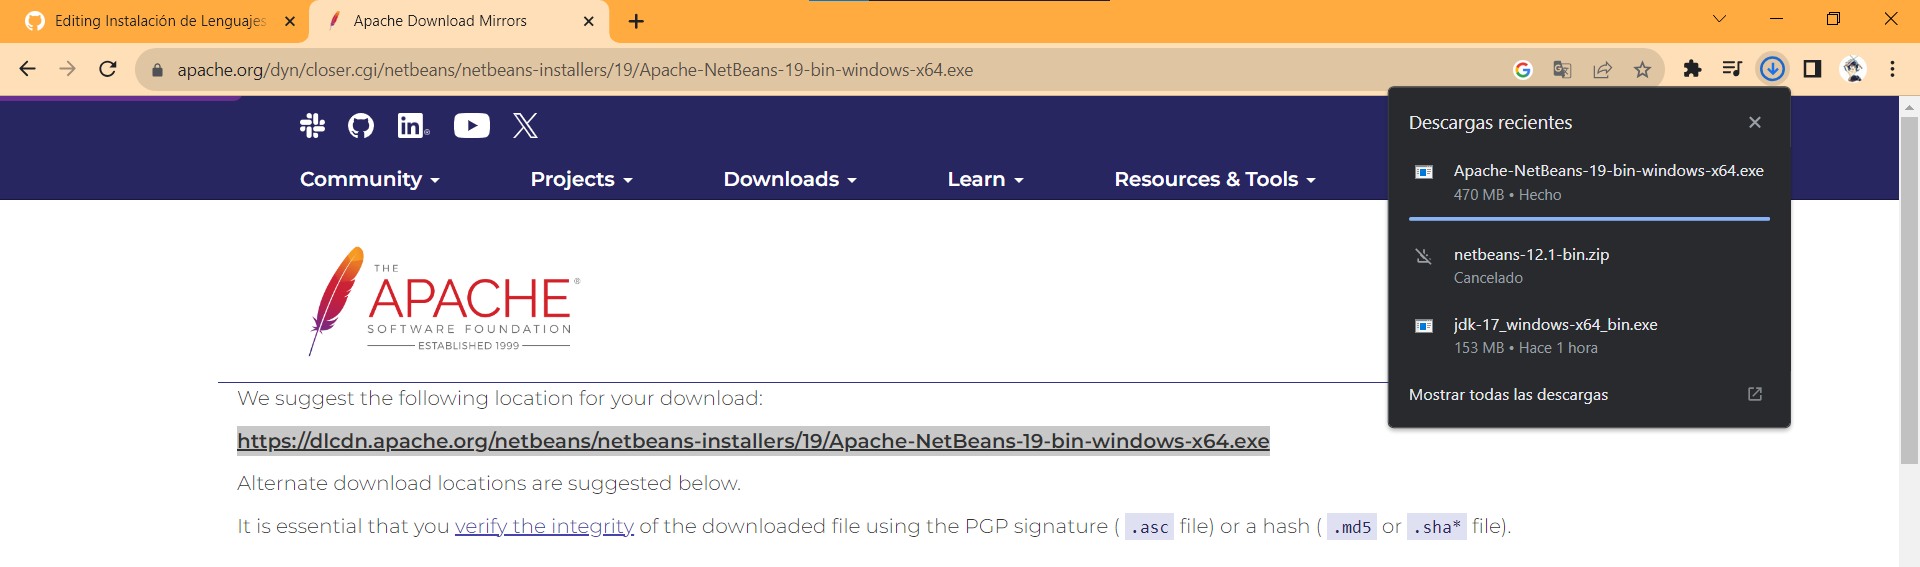 Editing Instalación de Lenguajes
Apache Download Mirrors
apache.org/dyn/closer.cgi/netbeans/netbeans-installers/19/Apache-NetBeans-19-bin-windows-x64.exe
Community
Projects
Downloads
Learn
Resources & Tools
THE
APACHE®
SOFTWARE FOUNDATION
ESTABLISHED 1999
We suggest the following location for your download:
https://dlcdn.apache.org/netbeans/netbeans-installers/19/Apache-NetBeans-19-bin-windows-x64.exe
Alternate download locations are suggested below.
It is essential that you verify the integrity of the downloaded file using the PGP signature ( .asc file) or a hash ( .md5 or .sha* file).
Descargas recientes
Apache-NetBeans-19-bin-windows-x64.exe
470 MB • Hecho
netbeans-12.1-bin.zip
Cancelado
jdk-17_windows-x64_bin.exe
153 MB • Hace 1 hora
Mostrar todas las descargas